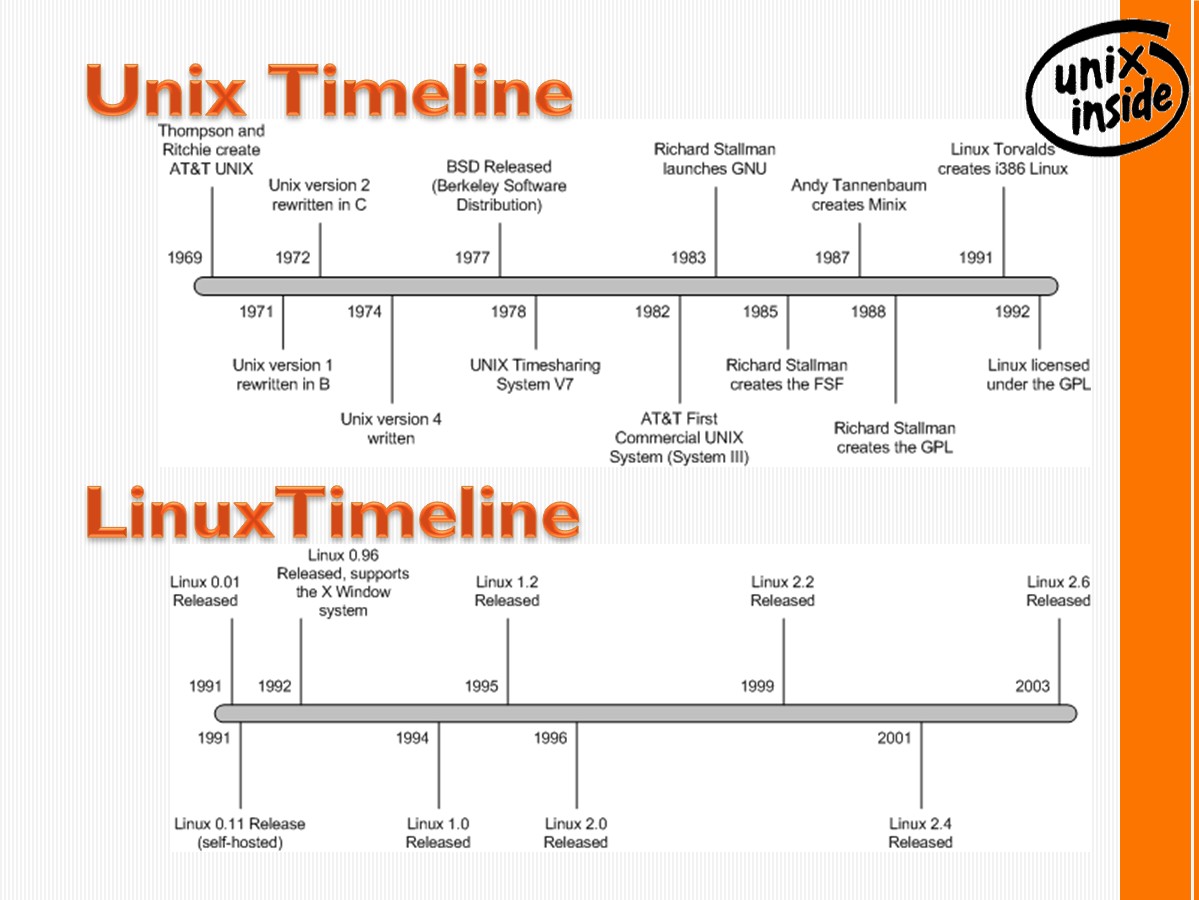 Unix Timeline
unix
inside
Thompson and
Ritchie create
AT&T UNIX
Unix version 2
rewritten in C
BSD Released
(Berkeley Software
Distribution)
Richard Stallman
launches GNU
Andy Tannenbaum
creates Minix
Linux Torvalds
creates i386 Linux
1969
1972
1977
1983
1987
1991
1971
1974
1978
1982
1985
1988
1992
Unix version 1
rewritten in B
Unix version 4
written
UNIX Timesharing
System V7
AT&T First
Commercial UNIX
System (System III)
Richard Stallman
creates the FSF
Richard Stallman
creates the GPL
Linux licensed
under the GPL
LinuxTimeline
Linux 0.01
Released
Linux 0.96
Released, supports
the X Window
system
Linux 1.2
Released
Linux 2.2
Released
Linux 2.6
Released
1991
1992
1995
1999
2003
1991
1994
1996
2001
Linux 0.11 Release
(self-hosted)
Linux 1.0
Released
Linux 2.0
Released
Linux 2.4
Released